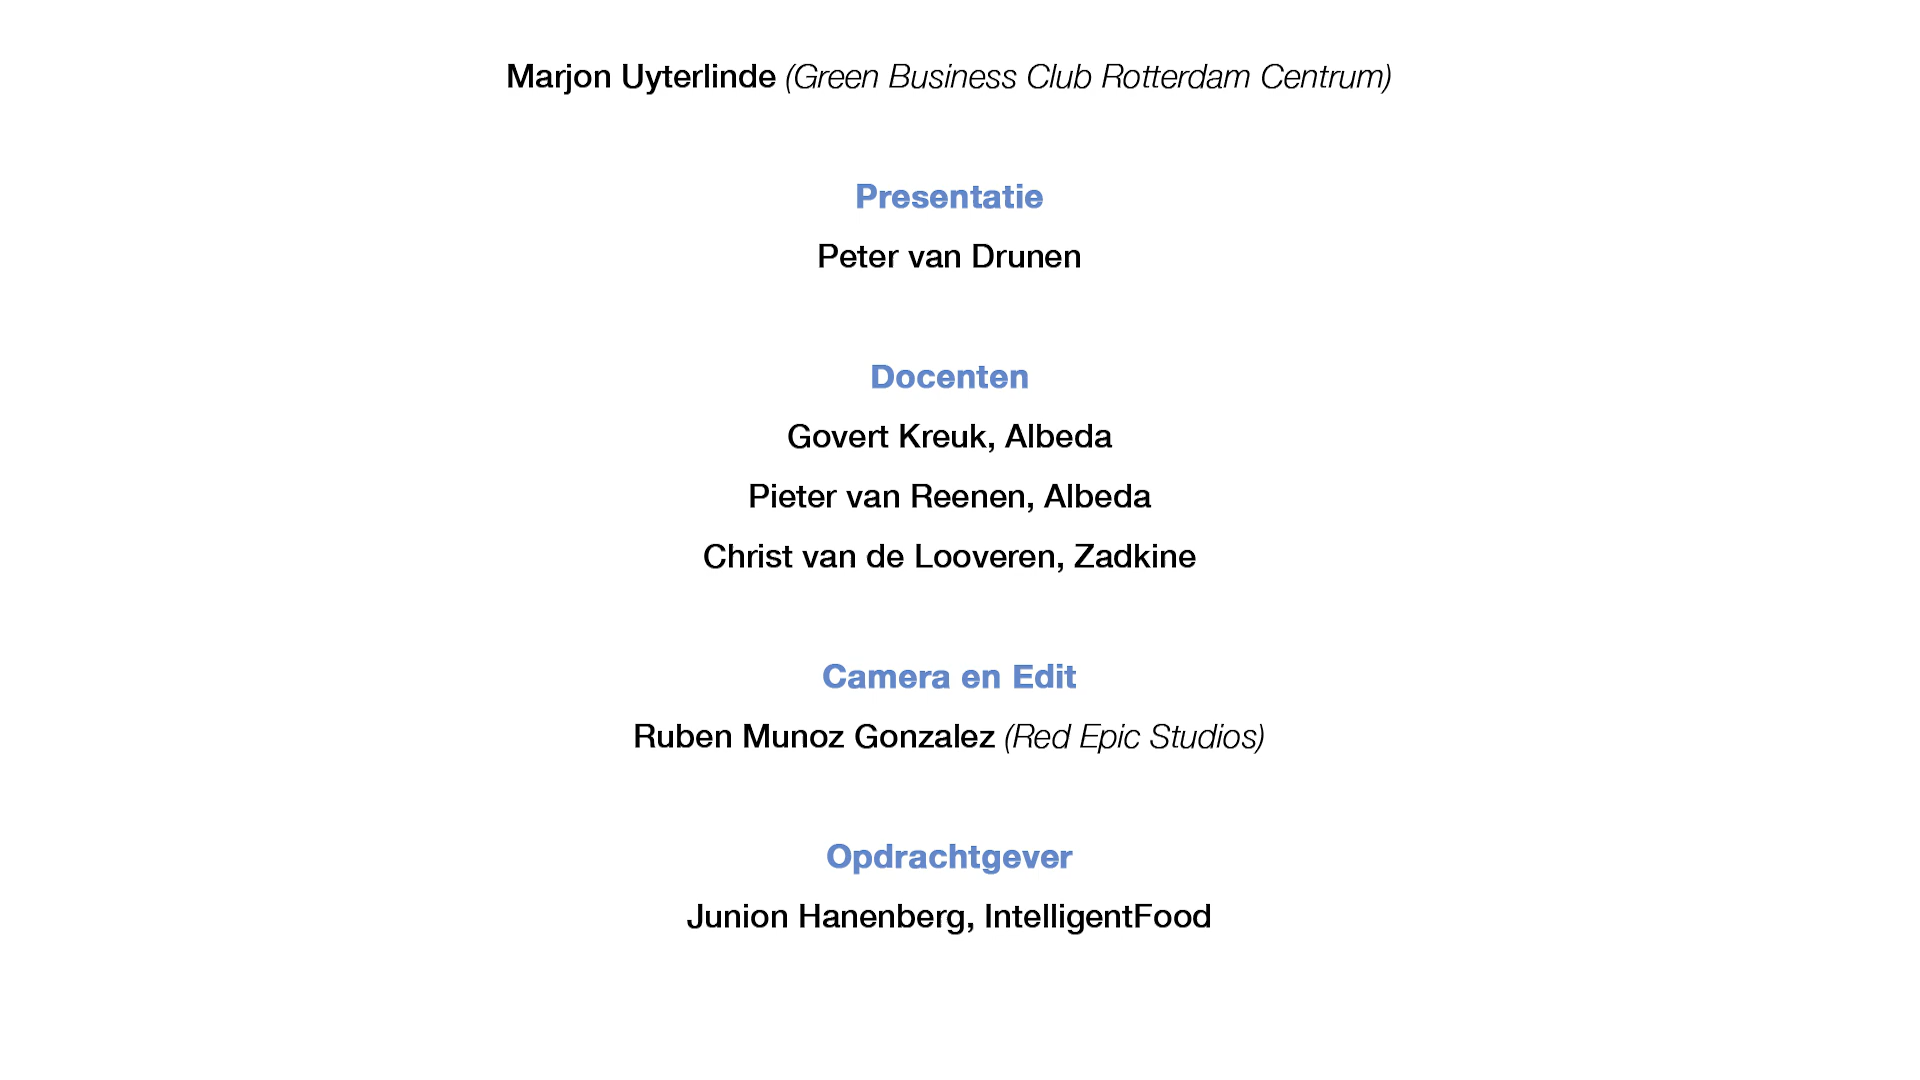 Marjon Uyterlinde (Green Business Club Rotterdam Centrum)
Presentatie
Peter van Drunen
Docenten
Govert Kreuk, Albeda
Pieter van Reenen, Albeda
Christ van de Looveren, Zadkine
Camera en Edit
Ruben Munoz Gonzalez (Red Epic Studios)
Opdrachtgever
Junion Hanenberg, IntelligentFood